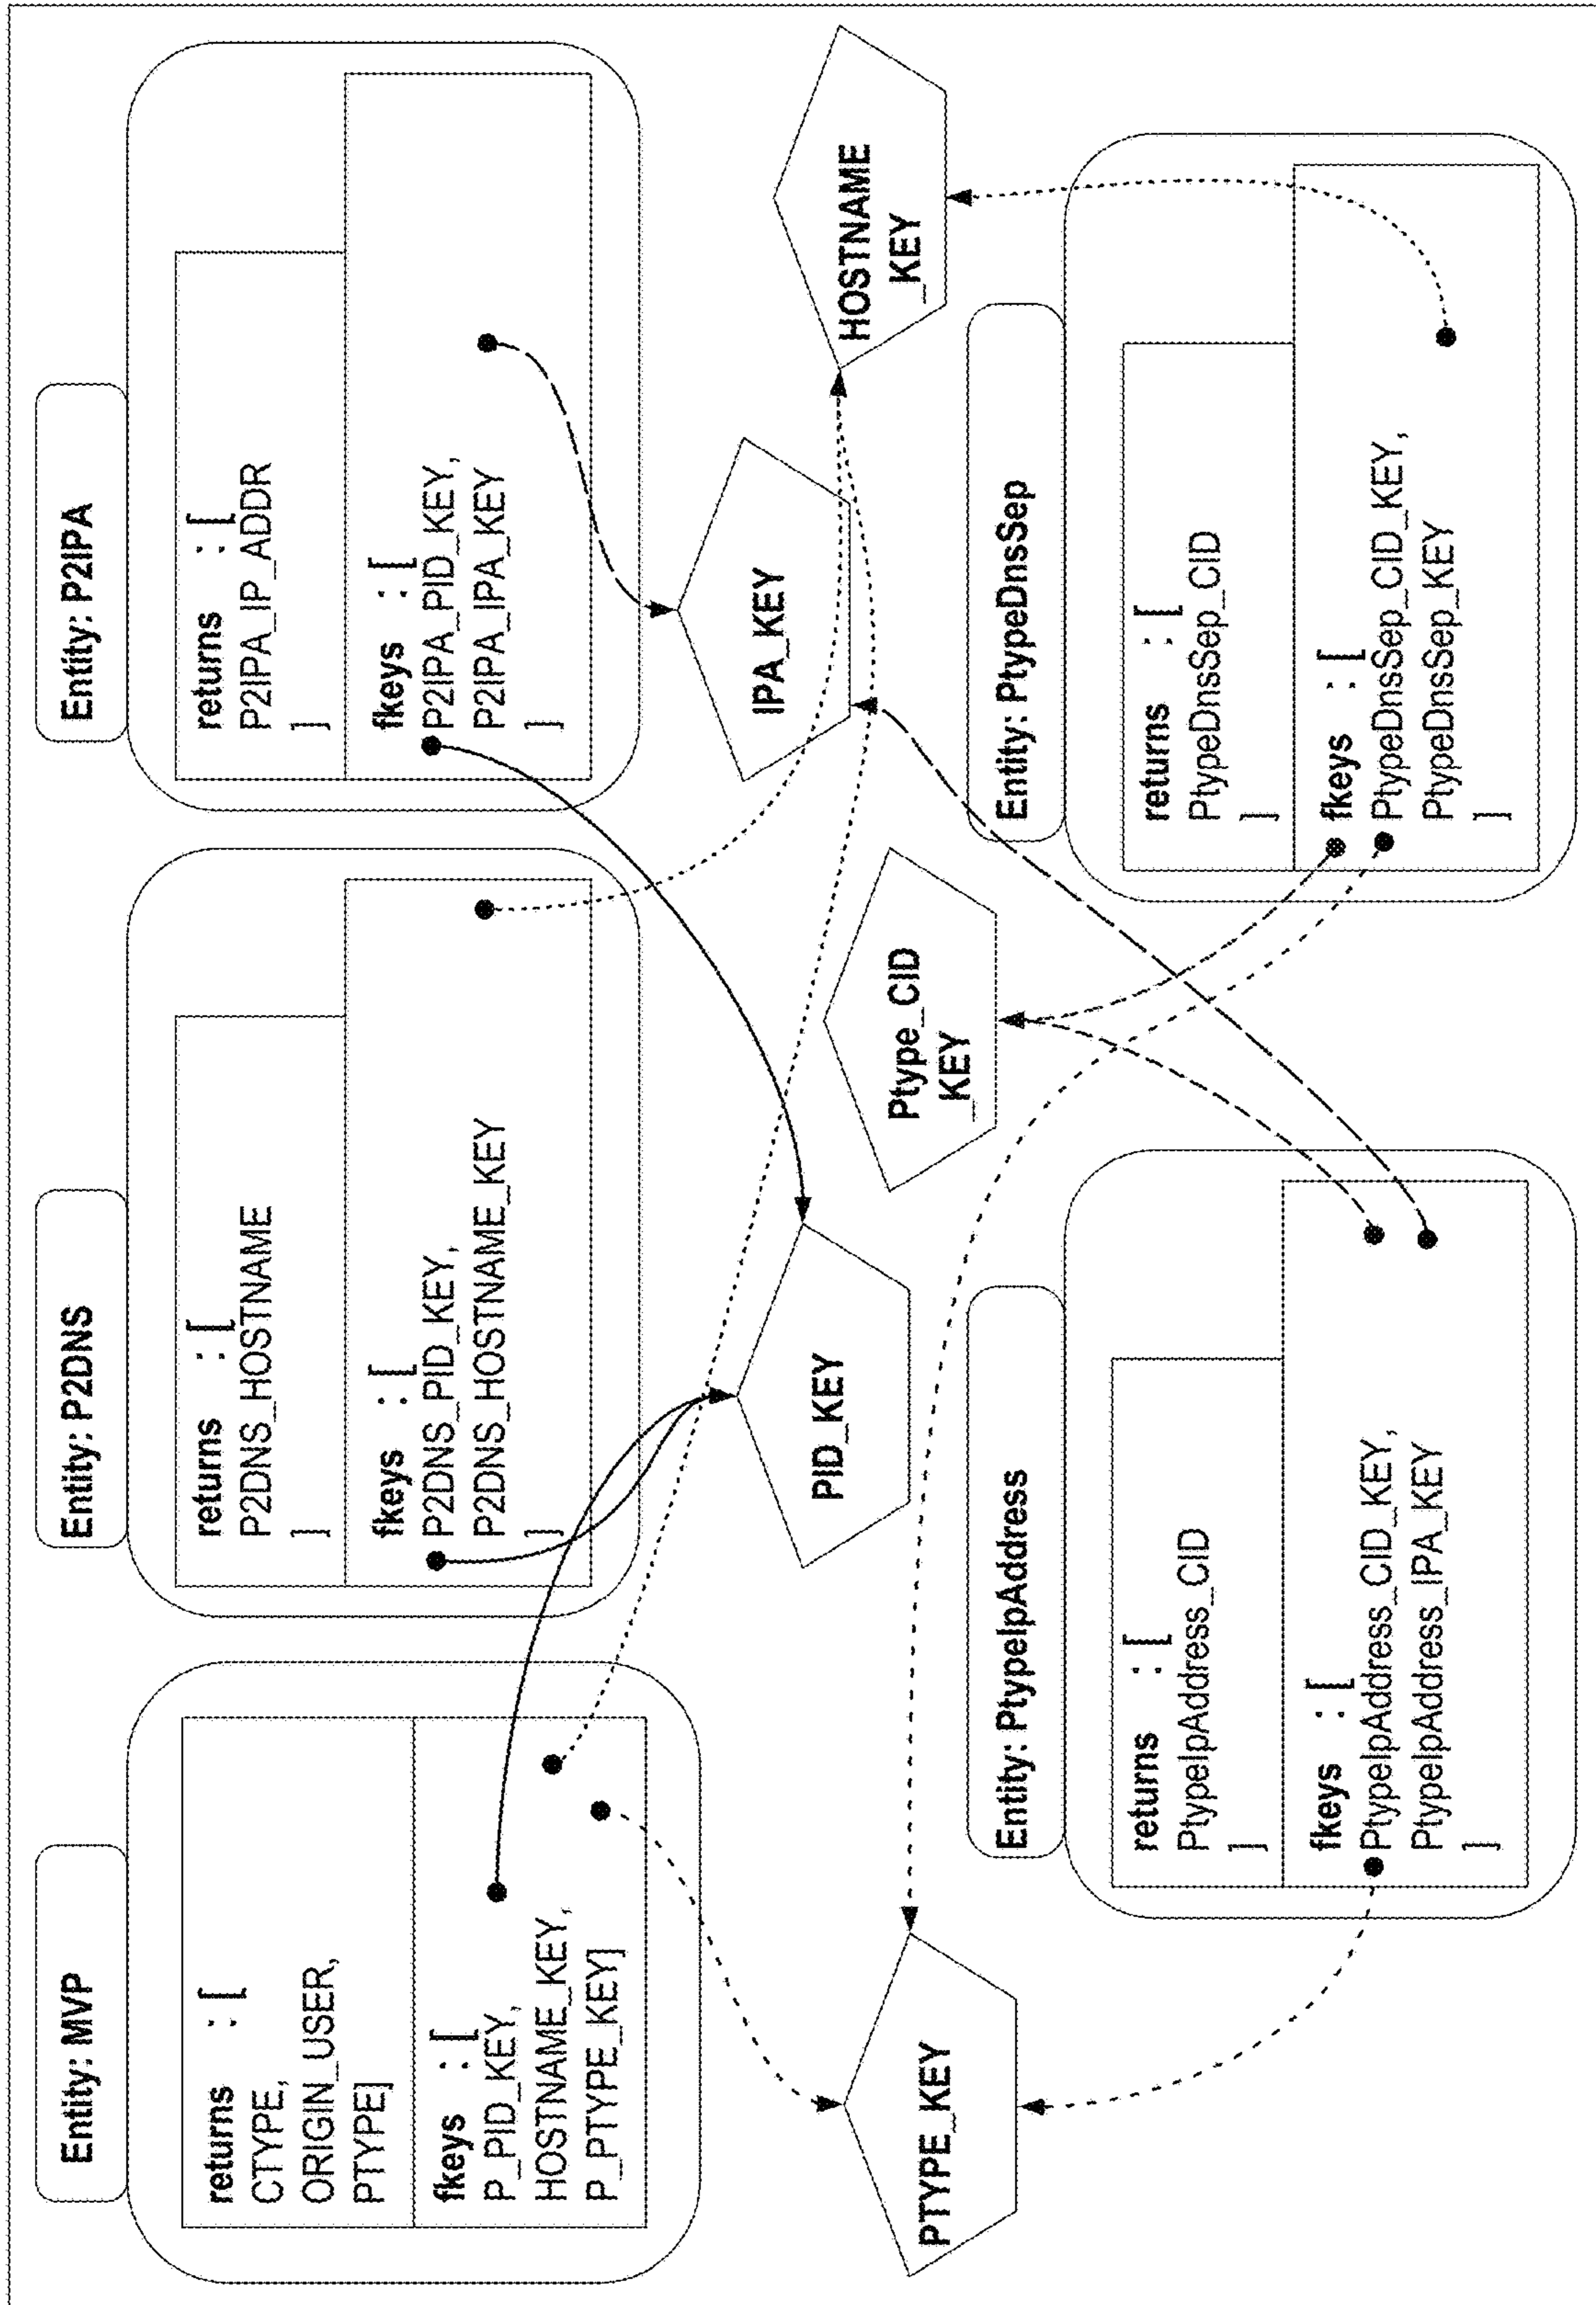 Entity: MVP
returns : [
CTYPE,
ORIGIN_USER,
PTYPE]
fkeys : [
P_PID_KEY,
HOSTNAME_KEY,
P_PTYPE_KEY]
Entity: P2DNS
returns : [
P2DNS_HOSTNAME
]
fkeys : [
P2DNS_PID_KEY,
P2DNS_HOSTNAME_KEY
]
Entity: P2IPA
returns : [
P2IPA_IP_ADDR
]
fkeys : [
P2IPA_PID_KEY,
P2IPA_IPA_KEY
]
PTYPE_KEY
PID_KEY
Ptype_CID
_KEY
IPA_KEY
HOSTNAME
_KEY
Entity: PtypeIpAddress
returns : [
PtypeIpAddress_CID
]
fkeys : [
PtypeIpAddress_CID_KEY,
PtypeIpAddress_IPA_KEY
]
Entity: PtypeDnsSep
returns : [
PtypeDnsSep_CID
]
fkeys : [
PtypeDnsSep_CID_KEY,
PtypeDnsSep_KEY
]